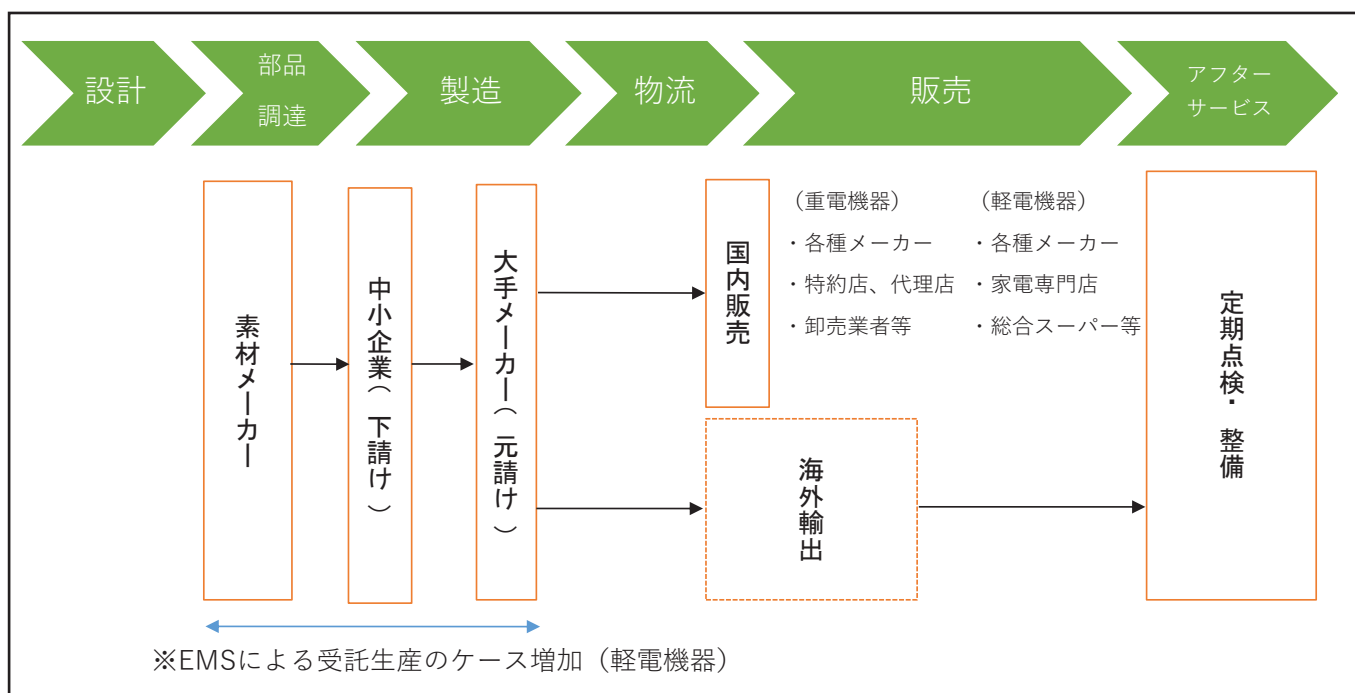 設計
部品
調達
製造
物流
販売
アフター
サービス
素材メーカー
中小企業(下請け)
大手メーカー(元請け)
国内販売
(重電機器)
・各種メーカー
・特約店、代理店
・卸売業者等
(軽電機器)
・各種メーカー
・家電専門店
・総合スーパー等
海外輸出
定期点検・整備
※EMSによる受託生産のケース増加(軽電機器)